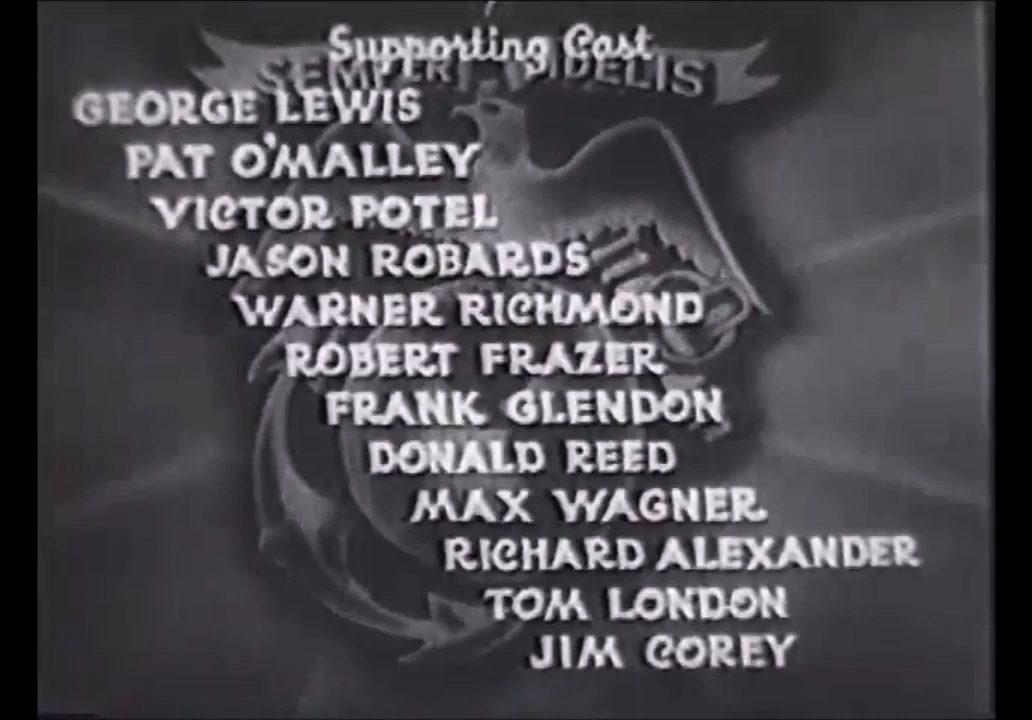 Supporting Cast
SEMPER FIDELIS
GEORGE LEWIS
PAT O'MALLEY
VICTOR POTEL
JASON ROBARDS
WARNER RICHMOND
ROBERT FRAZER
FRANK GLENDON
DONALD REED
MAX WAGNER
RICHARD ALEXANDER
TOM LONDON
JIM COREY